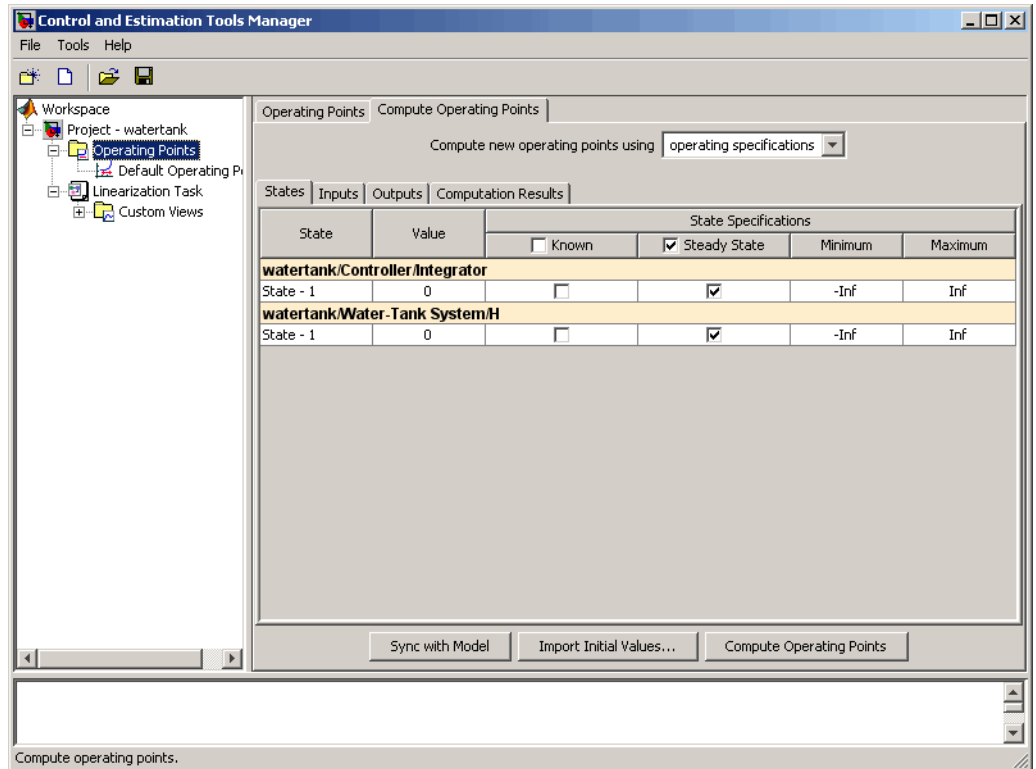 Control and Estimation Tools Manager
File Tools Help
Workspace
Project - watertank
Operating Points
Default Operating P
Linearization Task
Custom Views
Operating Points Compute Operating Points
Compute new operating points using operating specifications
States Inputs Outputs Computation Results
State Value State Specifications
Known Steady State Minimum Maximum
watertank/Controller/Integrator
State - 1 0 -Inf Inf
watertank/Water-Tank System/H
State - 1 0 -Inf Inf
Sync with Model Import Initial Values... Compute Operating Points
Compute operating points.